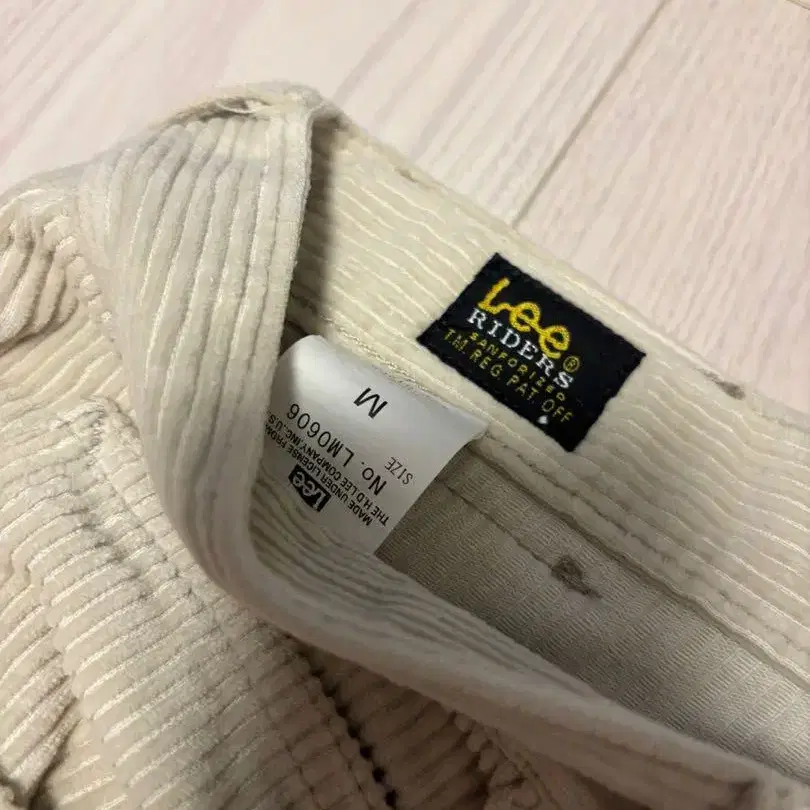 Lee®
RIDERS
SANFORIZED
T.M. REG. PAT. OFF
M
SIZE
No. LM0606
Lee
MADE UNDER LICENSE FROM
THE H.D.LEE COMPANY,INC.,U.S.